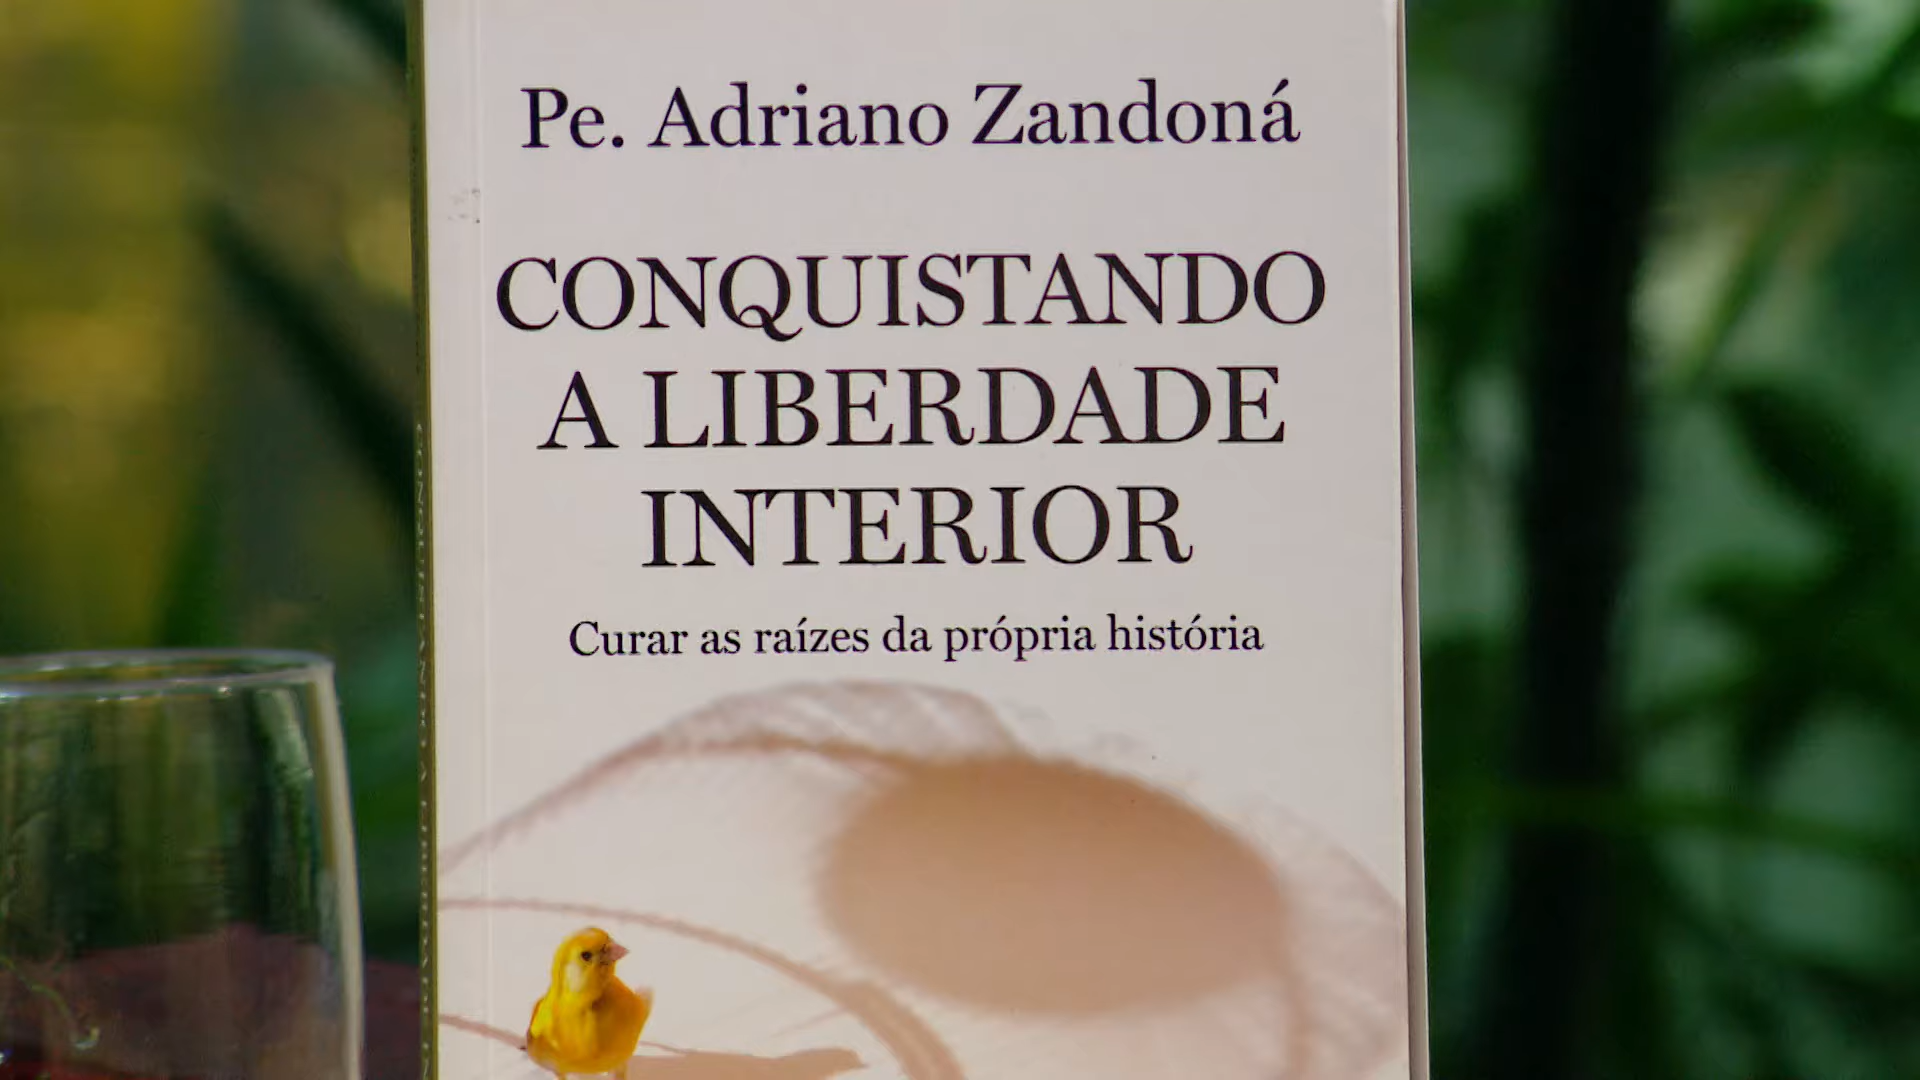 Pe. Adriano Zandoná
CONQUISTANDO
A LIBERDADE
INTERIOR
Curar as raízes da própria história